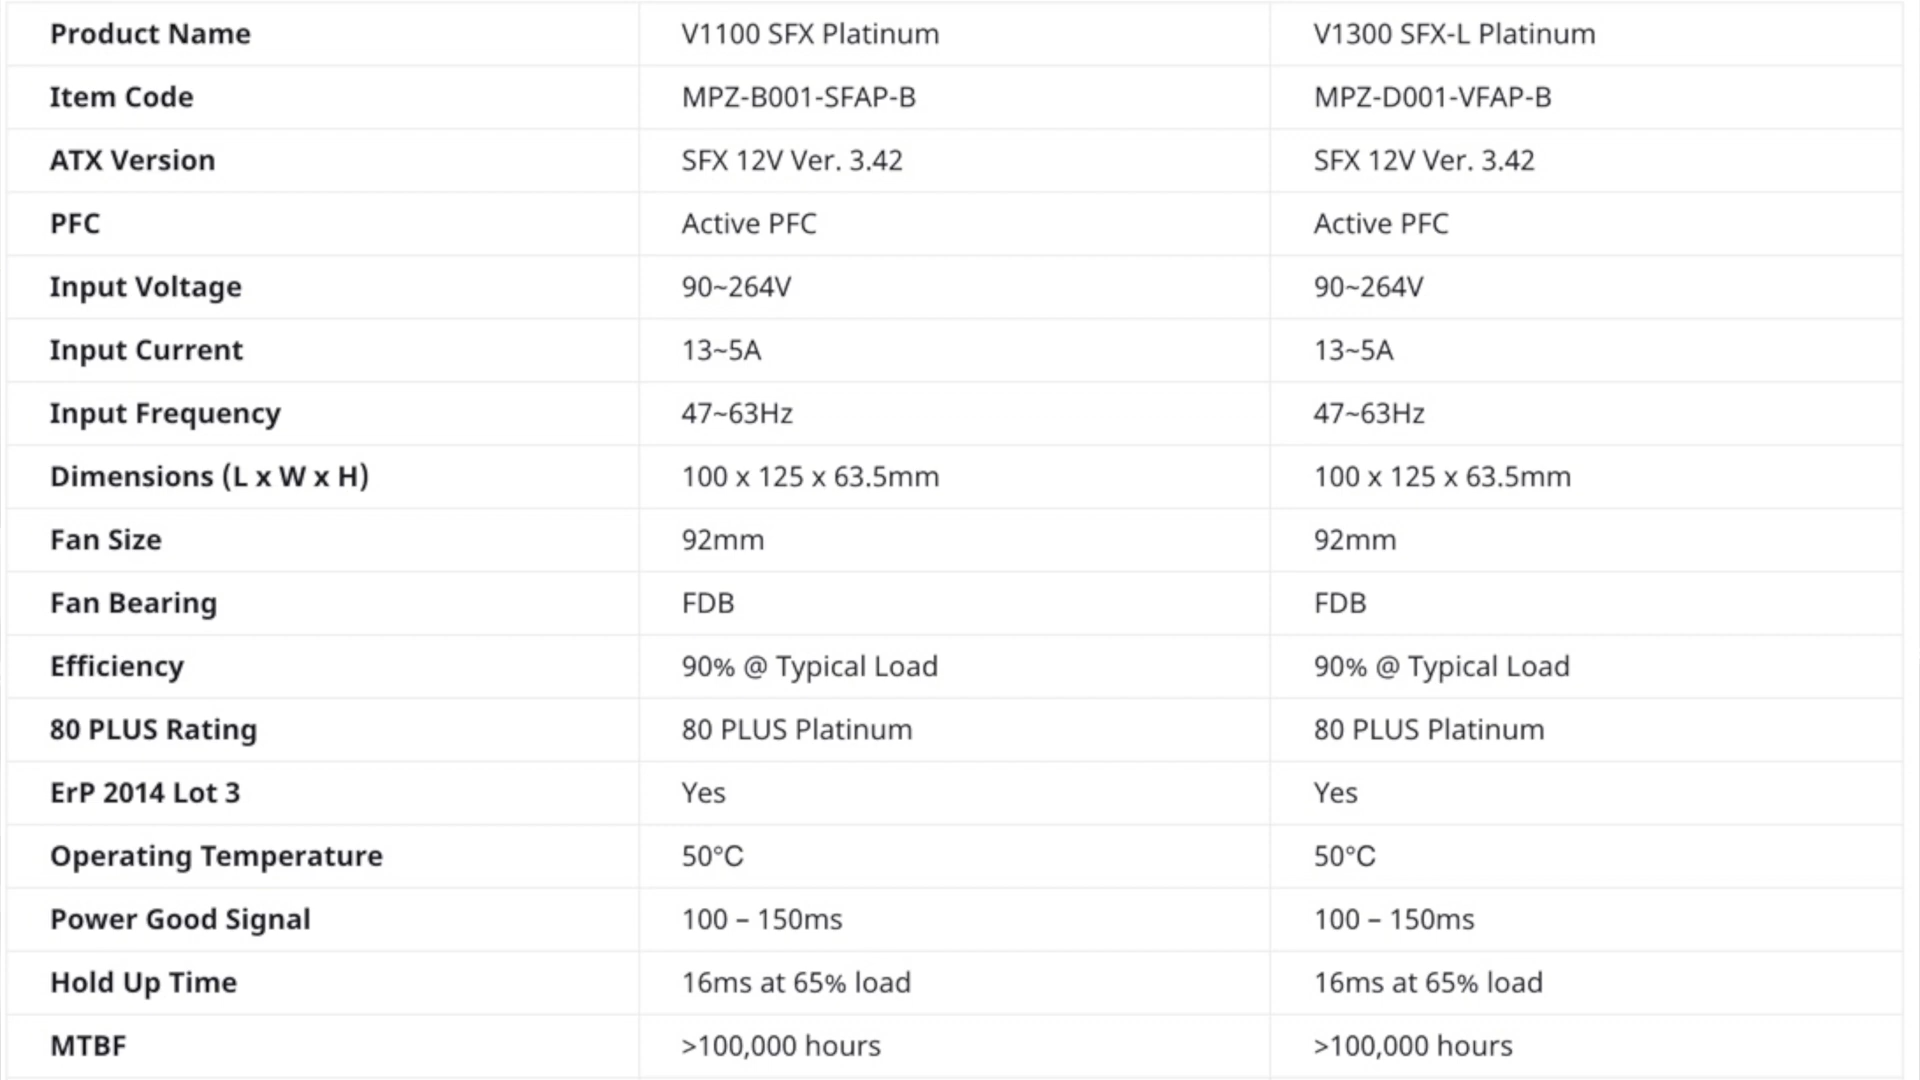 Product Name V1100 SFX Platinum V1300 SFX-L Platinum
Item Code MPZ-B001-SFAP-B MPZ-D001-VFAP-B
ATX Version SFX 12V Ver. 3.42 SFX 12V Ver. 3.42
PFC Active PFC Active PFC
Input Voltage 90~264V 90~264V
Input Current 13~5A 13~5A
Input Frequency 47~63Hz 47~63Hz
Dimensions (L x W x H) 100 x 125 x 63.5mm 100 x 125 x 63.5mm
Fan Size 92mm 92mm
Fan Bearing FDB FDB
Efficiency 90% @ Typical Load 90% @ Typical Load
80 PLUS Rating 80 PLUS Platinum 80 PLUS Platinum
ErP 2014 Lot 3 Yes Yes
Operating Temperature 50°C 50°C
Power Good Signal 100 – 150ms 100 – 150ms
Hold Up Time 16ms at 65% load 16ms at 65% load
MTBF >100,000 hours >100,000 hours